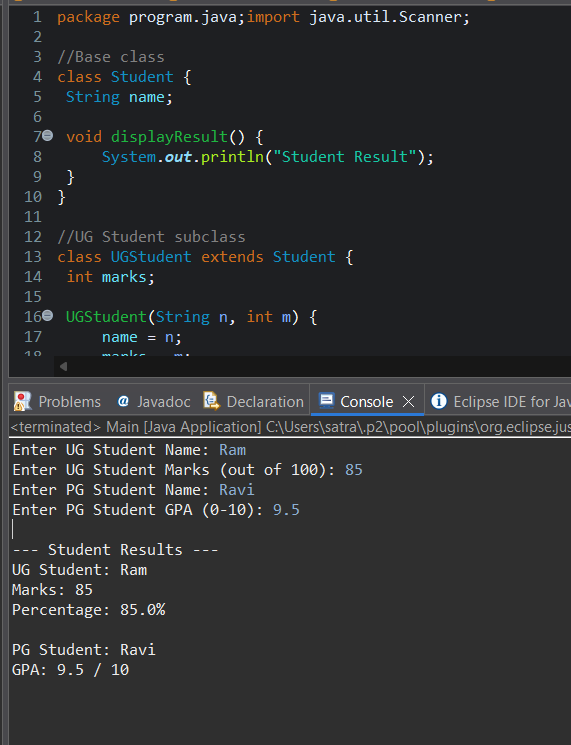 1 package program.java;import java.util.Scanner;
2
3 //Base class
4 class Student {
5 String name;
6
7 void displayResult() {
8 System.out.println("Student Result");
9 }
10 }
11
12 //UG Student subclass
13 class UGStudent extends Student {
14 int marks;
15
16 UGStudent(String n, int m) {
17 name = n;
18 marks = m;
Problems @ Javadoc Declaration Console Eclipse IDE for Jav
<terminated> Main [Java Application] C:\Users\satra\.p2\pool\plugins\org.eclipse.jus
Enter UG Student Name: Ram
Enter UG Student Marks (out of 100): 85
Enter PG Student Name: Ravi
Enter PG Student GPA (0-10): 9.5
--- Student Results ---
UG Student: Ram
Marks: 85
Percentage: 85.0%
PG Student: Ravi
GPA: 9.5 / 10